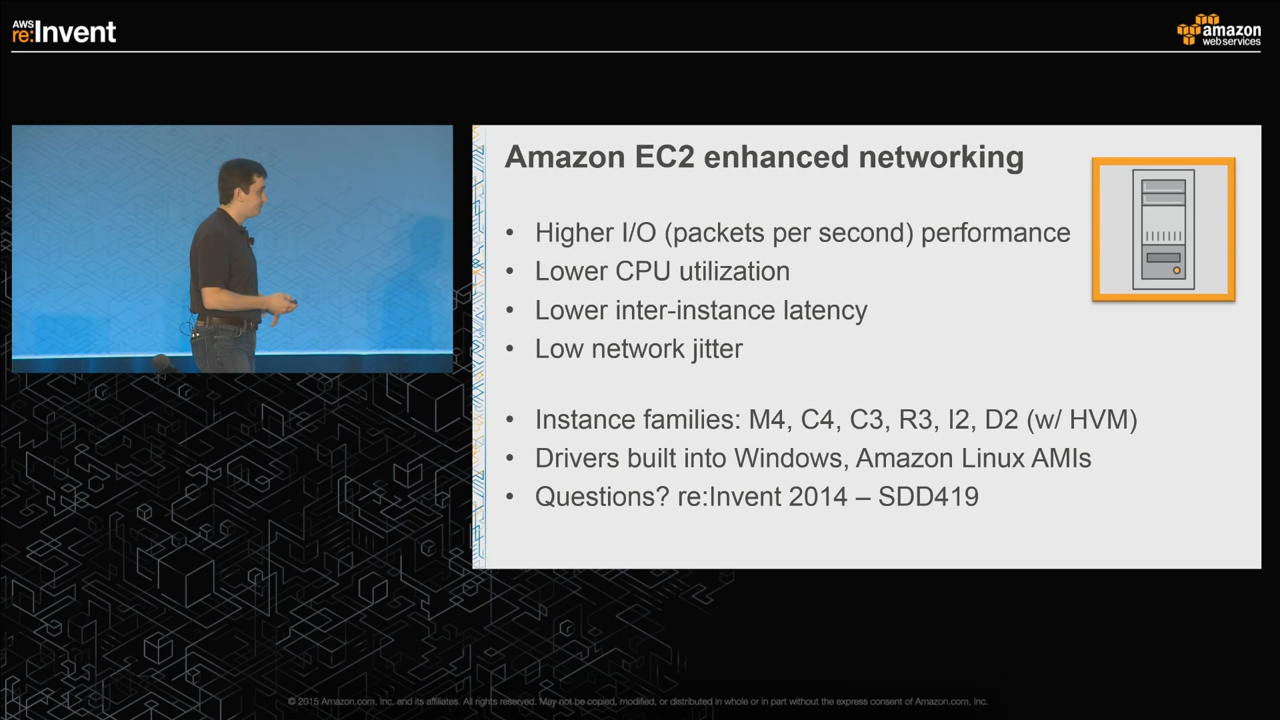 AWS
re:Invent
amazon
webservices
Amazon EC2 enhanced networking
• Higher I/O (packets per second) performance
• Lower CPU utilization
• Lower inter-instance latency
• Low network jitter
• Instance families: M4, C4, C3, R3, I2, D2 (w/ HVM)
• Drivers built into Windows, Amazon Linux AMIs
• Questions? re:Invent 2014 – SDD419
© 2015 Amazon.com, Inc. and its affiliates. All rights reserved. May not be copied, modified, or distributed in whole or in part without the express consent of Amazon.com, Inc.